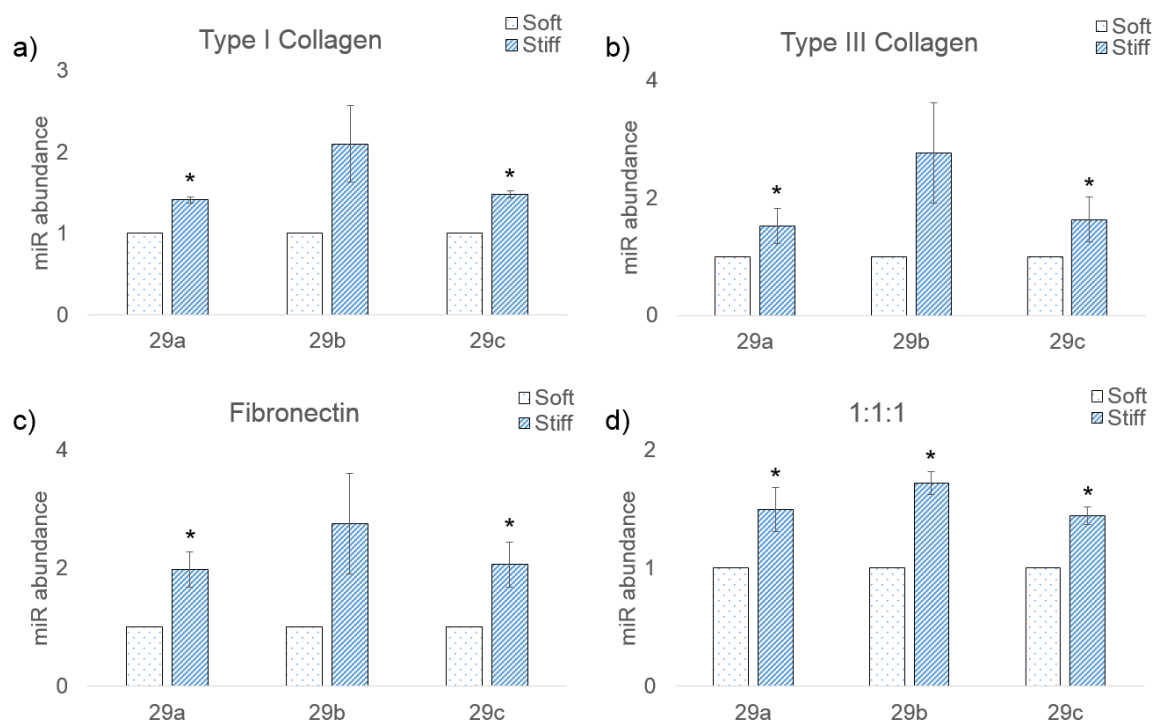 a)
Type I Collagen
Soft
Stiff
miR abundance
3
2
1
0
*
*
29a
29b
29c
b)
Type III Collagen
Soft
Stiff
miR abundance
4
2
0
*
*
29a
29b
29c
c)
Fibronectin
Soft
Stiff
miR abundance
4
2
0
*
*
29a
29b
29c
d)
1:1:1
Soft
Stiff
miR abundance
2
1
0
*
*
*
29a
29b
29c